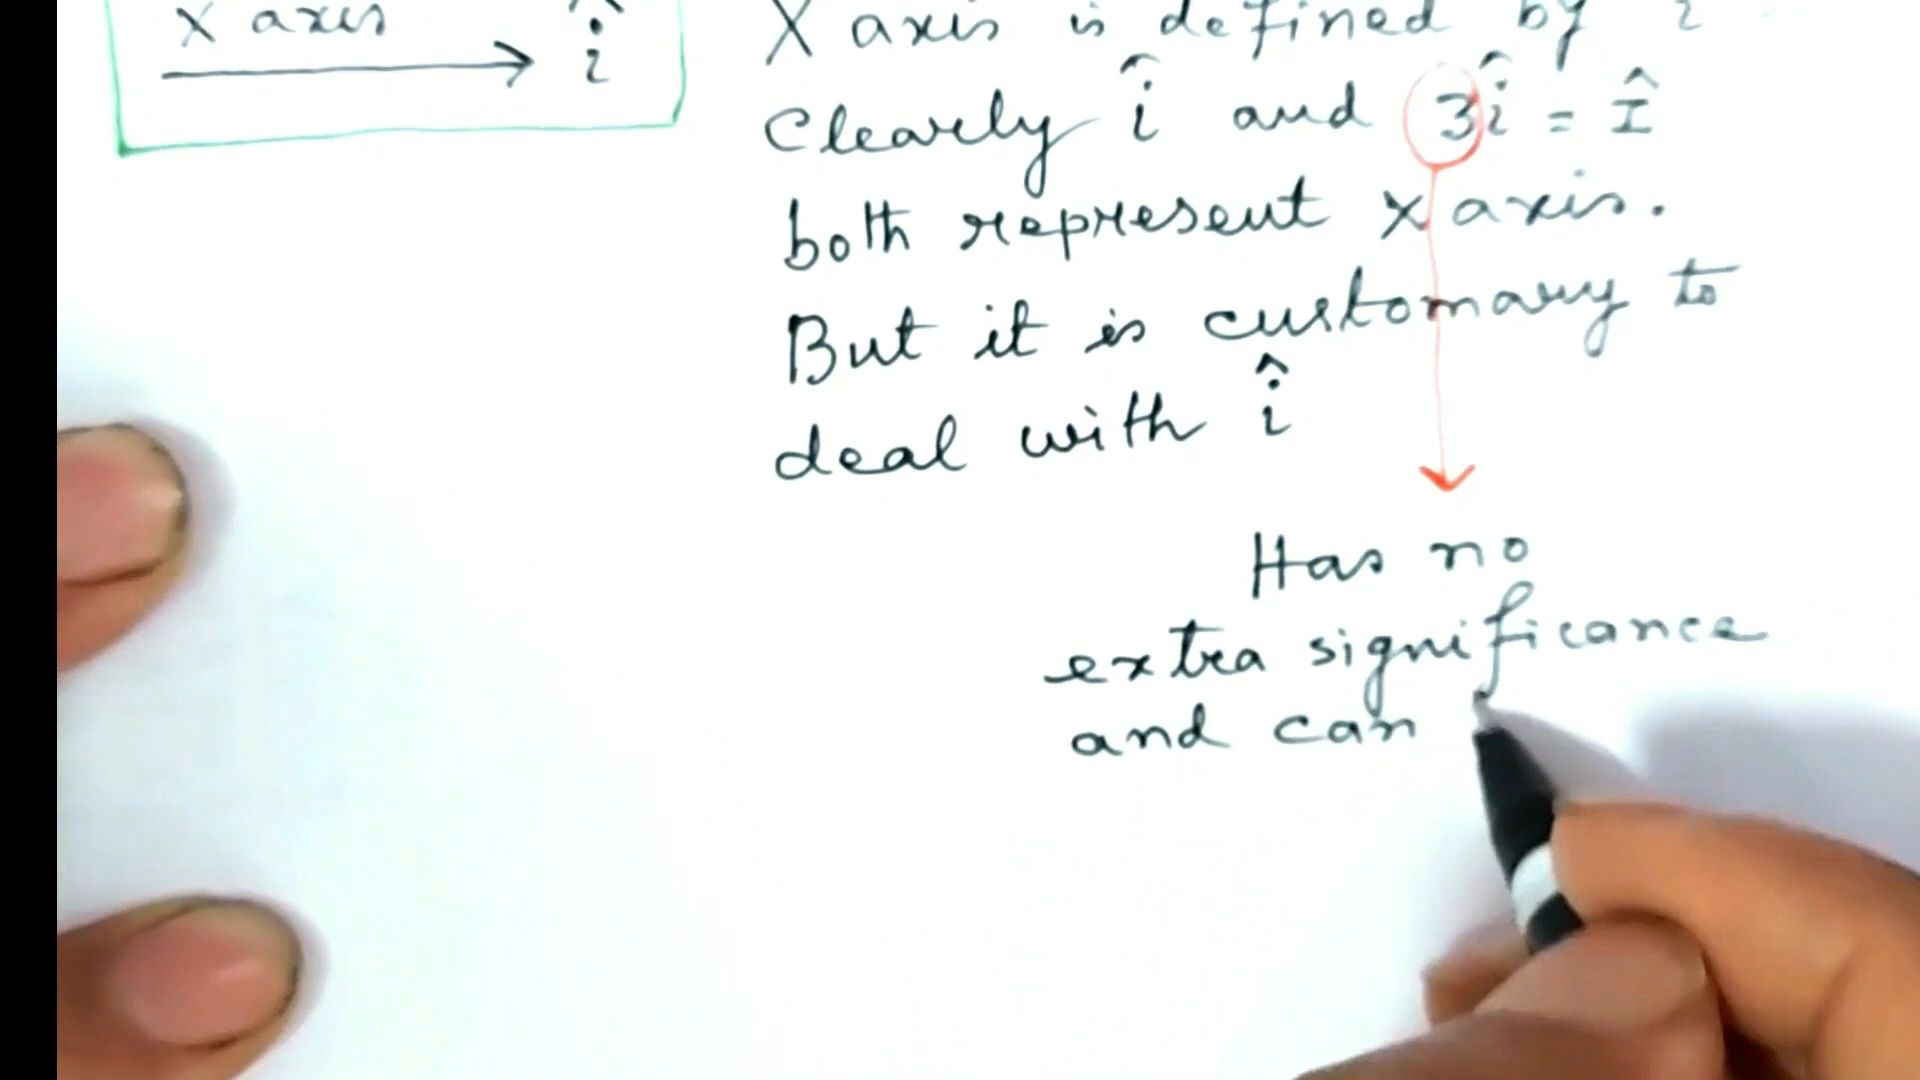 X axis
î
X axis is defined by î
Clearly î and 3î = Î
both represent x axis.
But it is customary to
deal with î
Has no
extra significance
and can